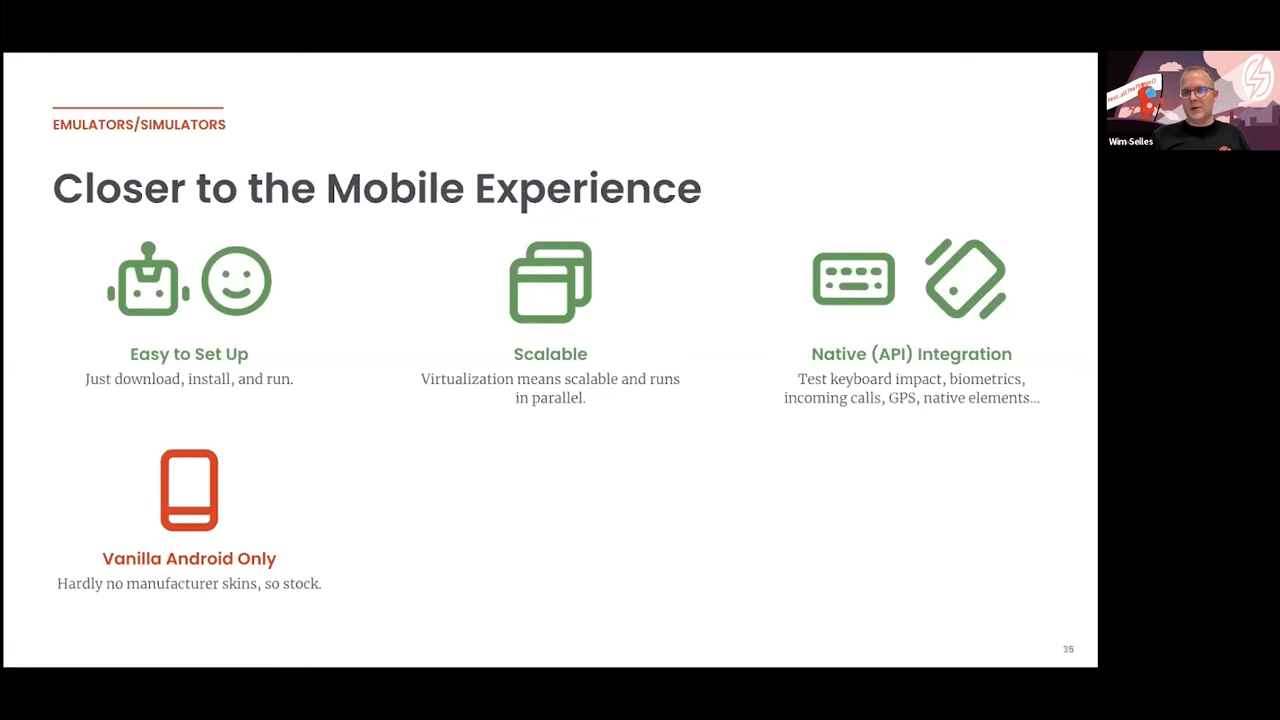 EMULATORS/SIMULATORS
Closer to the Mobile Experience
Easy to Set Up
Just download, install, and run.
Scalable
Virtualization means scalable and runs
in parallel.
Native (API) Integration
Test keyboard impact, biometrics,
incoming calls, GPS, native elements...
Vanilla Android Only
Hardly no manufacturer skins, so stock.
35
Wim Selles